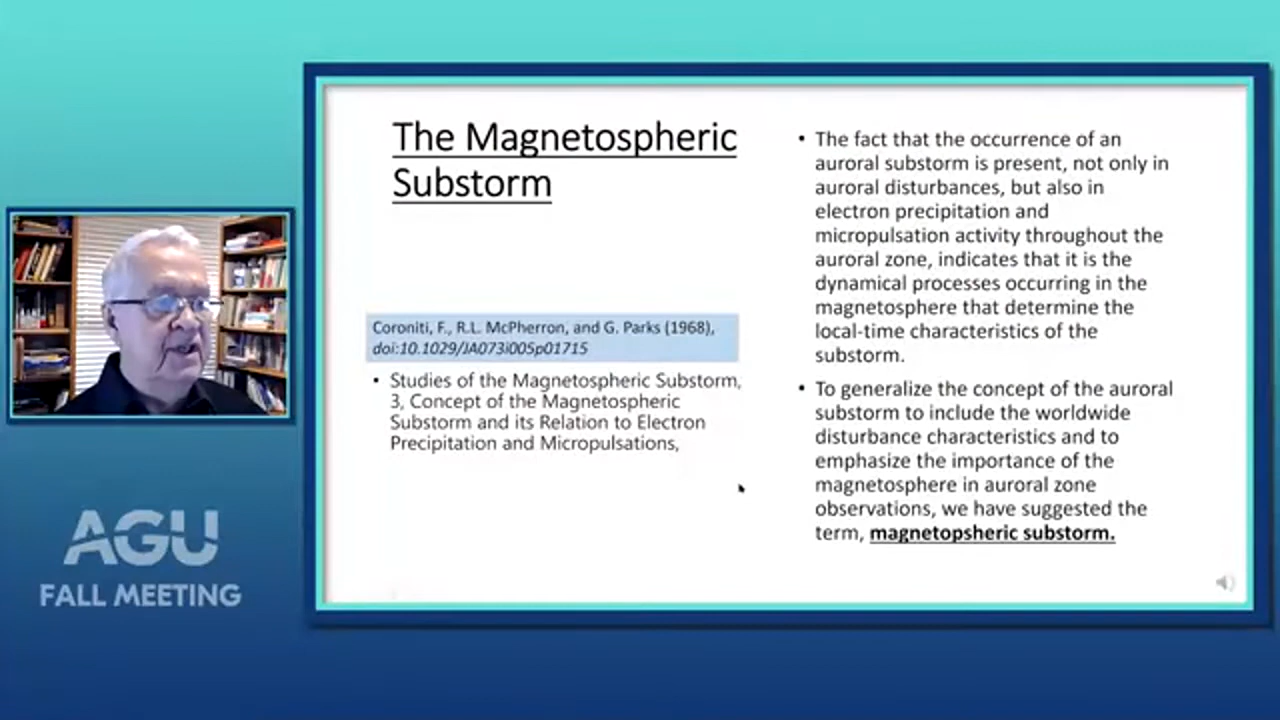 The Magnetospheric
Substorm
Coroniti, F., R.L. McPherron, and G. Parks (1968),
doi:10.1029/JA073i005p01715
• Studies of the Magnetospheric Substorm,
3, Concept of the Magnetospheric
Substorm and its Relation to Electron
Precipitation and Micropulsations,
• The fact that the occurrence of an
auroral substorm is present, not only in
auroral disturbances, but also in
electron precipitation and
micropulsation activity throughout the
auroral zone, indicates that it is the
dynamical processes occurring in the
magnetosphere that determine the
local-time characteristics of the
substorm.
• To generalize the concept of the auroral
substorm to include the worldwide
disturbance characteristics and to
emphasize the importance of the
magnetosphere in auroral zone
observations, we have suggested the
term, magnetopsheric substorm.
AGU
FALL MEETING